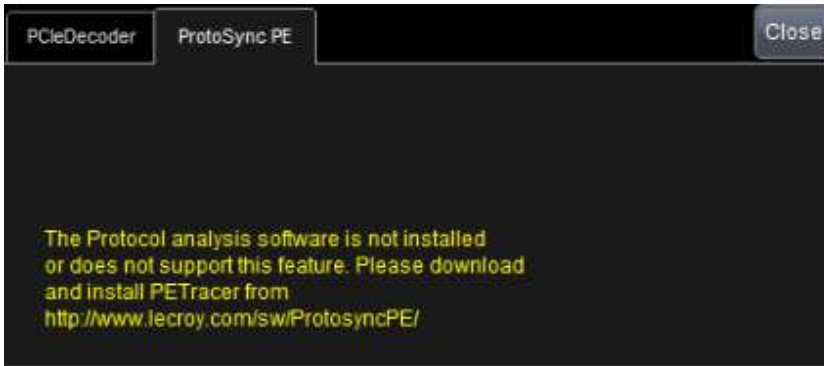 PCIeDecoder
ProtoSync PE
Close
The Protocol analysis software is not installed
or does not support this feature. Please download
and install PETracer from
http://www.lecroy.com/sw/ProtosyncPE/